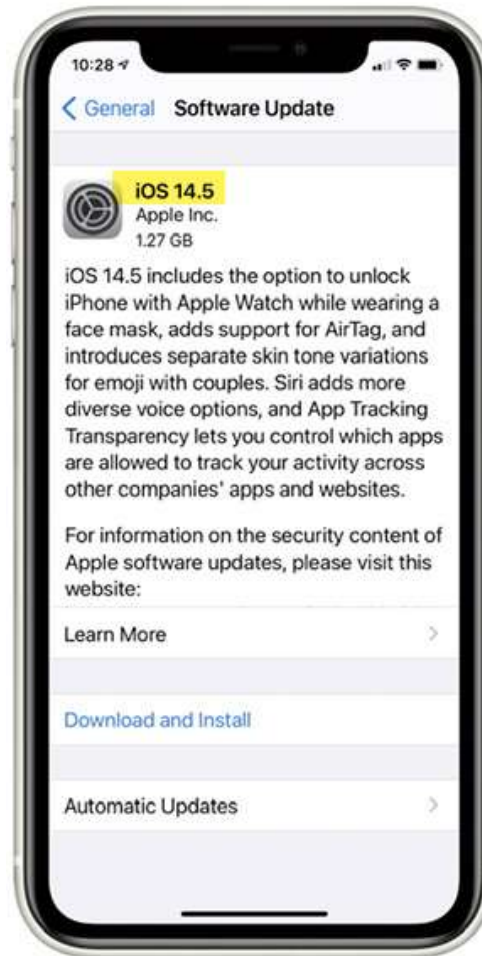 10:28
General Software Update
iOS 14.5
Apple Inc.
1.27 GB
iOS 14.5 includes the option to unlock
iPhone with Apple Watch while wearing a
face mask, adds support for AirTag, and
introduces separate skin tone variations
for emoji with couples. Siri adds more
diverse voice options, and App Tracking
Transparency lets you control which apps
are allowed to track your activity across
other companies' apps and websites.
For information on the security content of
Apple software updates, please visit this
website:
Learn More
Download and Install
Automatic Updates